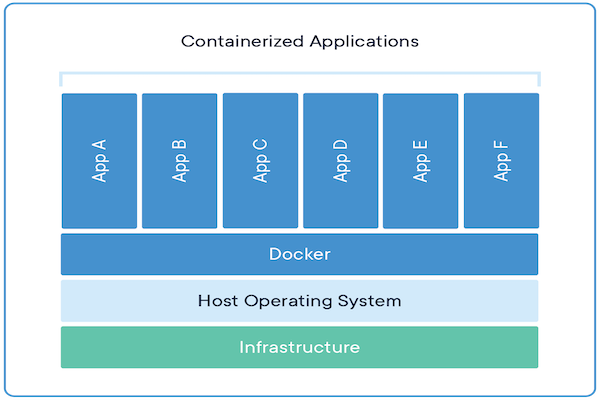 Containerized Applications
App A
App B
App C
App D
App E
App F
Docker
Host Operating System
Infrastructure